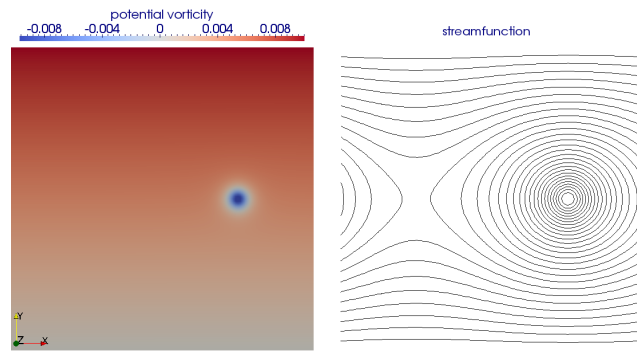 potential vorticity
-0.008 -0.004 0 0.004 0.008
streamfunction
Y
Z X